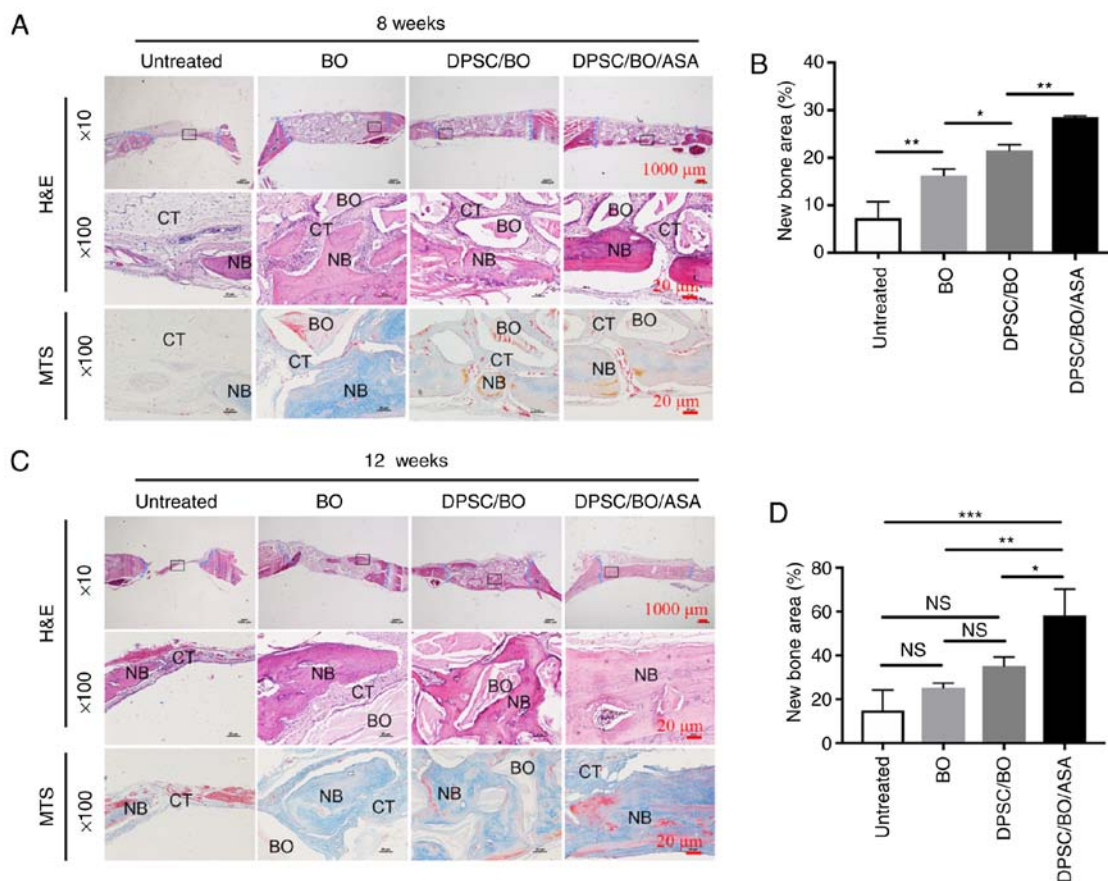 A
8 weeks
Untreated BO DPSC/BO DPSC/BO/ASA
H&E
×10
1000 µm
×100
CT NB
BO CT NB
CT BO NB
BO CT NB
20 µm
MTS
×100
CT NB
BO CT NB
BO CT NB
CT BO NB
20 µm
B
New bone area (%)
40
30
20
10
0
**
*
**
Untreated
BO
DPSC/BO
DPSC/BO/ASA
C
12 weeks
Untreated BO DPSC/BO DPSC/BO/ASA
H&E
×10
1000 µm
×100
NB CT
NB CT BO
BO NB
NB
20 µm
MTS
×100
NB CT
NB CT BO
BO NB
CT NB
20 µm
D
New bone area (%)
80
60
40
20
0
***
**
*
NS
NS
NS
Untreated
BO
DPSC/BO
DPSC/BO/ASA